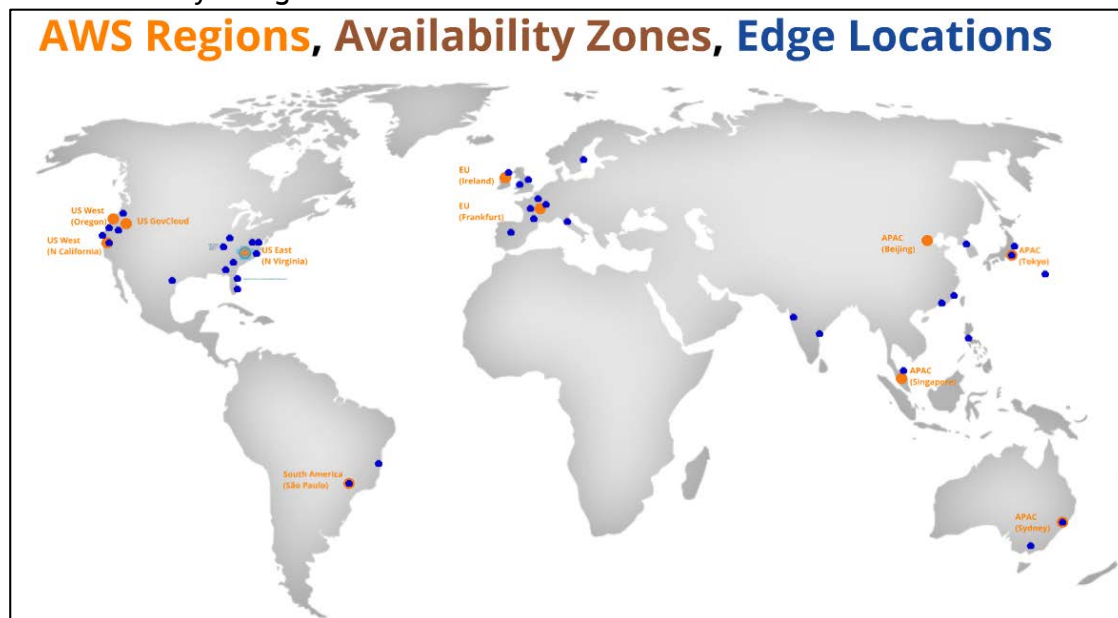 AWS Regions, Availability Zones, Edge Locations
EU
(Ireland)
EU
(Frankfurt)
US West
(Oregon)
US GovCloud
US West
(N California)
US East
(N Virginia)
APAC
(Beijing)
APAC
(Tokyo)
APAC
(Singapore)
South America
(São Paulo)
APAC
(Sydney)